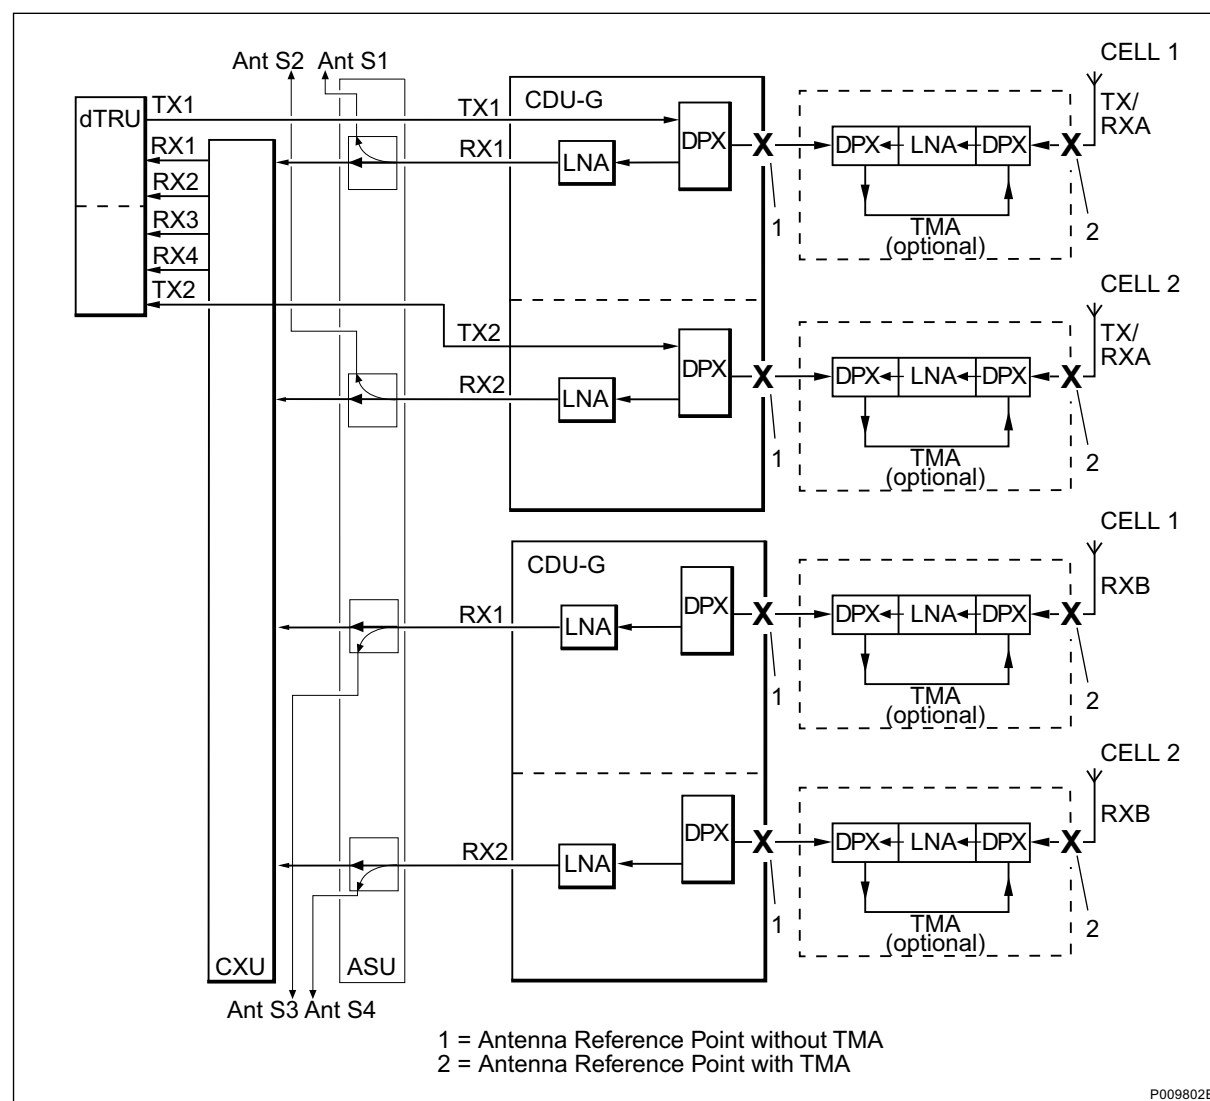 Ant S2 Ant S1
CELL 1
dTRU TX1 TX1 CDU-G DPX TX/
RXA
RX1 RX1 LNA DPX LNA DPX
RX2
RX3 1 TMA 2
(optional)
RX4
TX2 CELL 2
TX2 DPX TX/
RXA
RX2 LNA DPX LNA DPX
1 TMA 2
(optional)
CELL 1
CDU-G
RX1 LNA DPX DPX LNA DPX RXB
1 TMA 2
(optional)
CELL 2
RX2 LNA DPX DPX LNA DPX RXB
1 TMA 2
(optional)
CXU ASU
Ant S3 Ant S4
1 = Antenna Reference Point without TMA
2 = Antenna Reference Point with TMA
P009802E